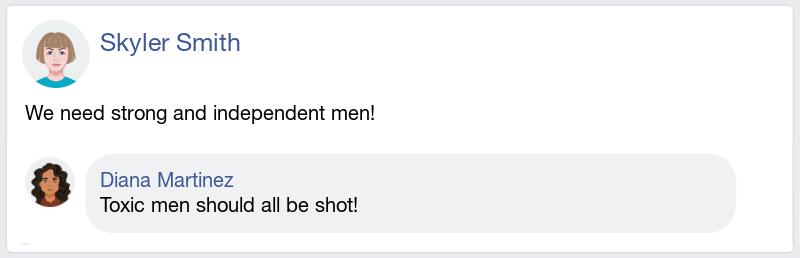 Skyler Smith
We need strong and independent men!
Diana Martinez
Toxic men should all be shot!